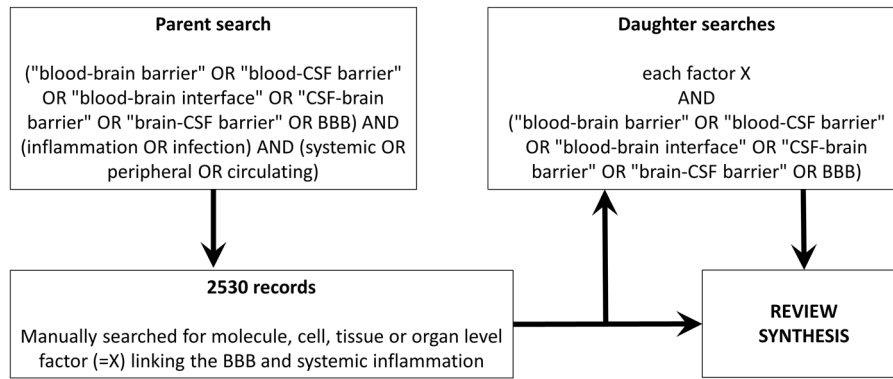 Parent search
("blood-brain barrier" OR "blood-CSF barrier"
OR "blood-brain interface" OR "CSF-brain
barrier" OR "brain-CSF barrier" OR BBB) AND
(inflammation OR infection) AND (systemic OR
peripheral OR circulating)
Daughter searches
each factor X
AND
("blood-brain barrier" OR "blood-CSF barrier"
OR "blood-brain interface" OR "CSF-brain
barrier" OR "brain-CSF barrier" OR BBB)
2530 records
Manually searched for molecule, cell, tissue or organ level
factor (=X) linking the BBB and systemic inflammation
REVIEW
SYNTHESIS